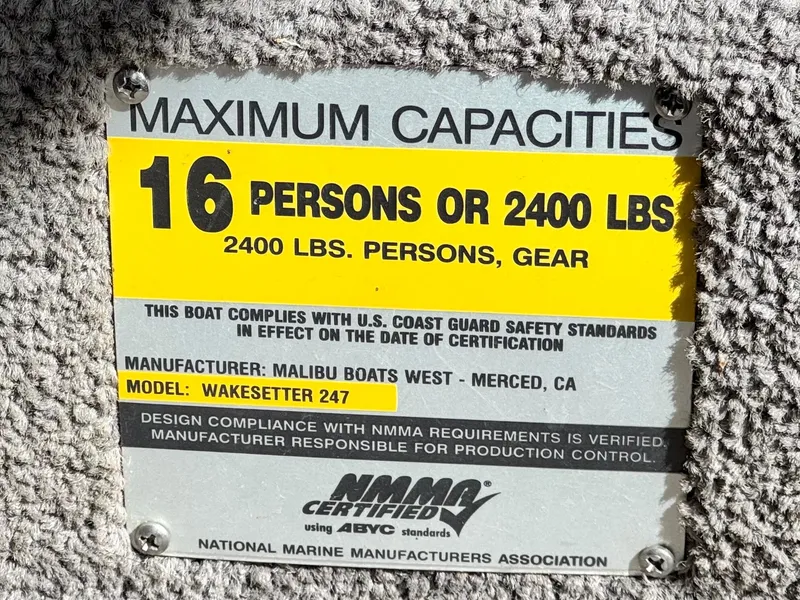 MAXIMUM CAPACITIES
16 PERSONS OR 2400 LBS
2400 LBS. PERSONS, GEAR
THIS BOAT COMPLIES WITH U.S. COAST GUARD SAFETY STANDARDS
IN EFFECT ON THE DATE OF CERTIFICATION
MANUFACTURER: MALIBU BOATS WEST - MERCED, CA
MODEL: WAKESETTER 247
DESIGN COMPLIANCE WITH NMMA REQUIREMENTS IS VERIFIED.
MANUFACTURER RESPONSIBLE FOR PRODUCTION CONTROL.
NMMA®
CERTIFIED
using ABYC standards
NATIONAL MARINE MANUFACTURERS ASSOCIATION